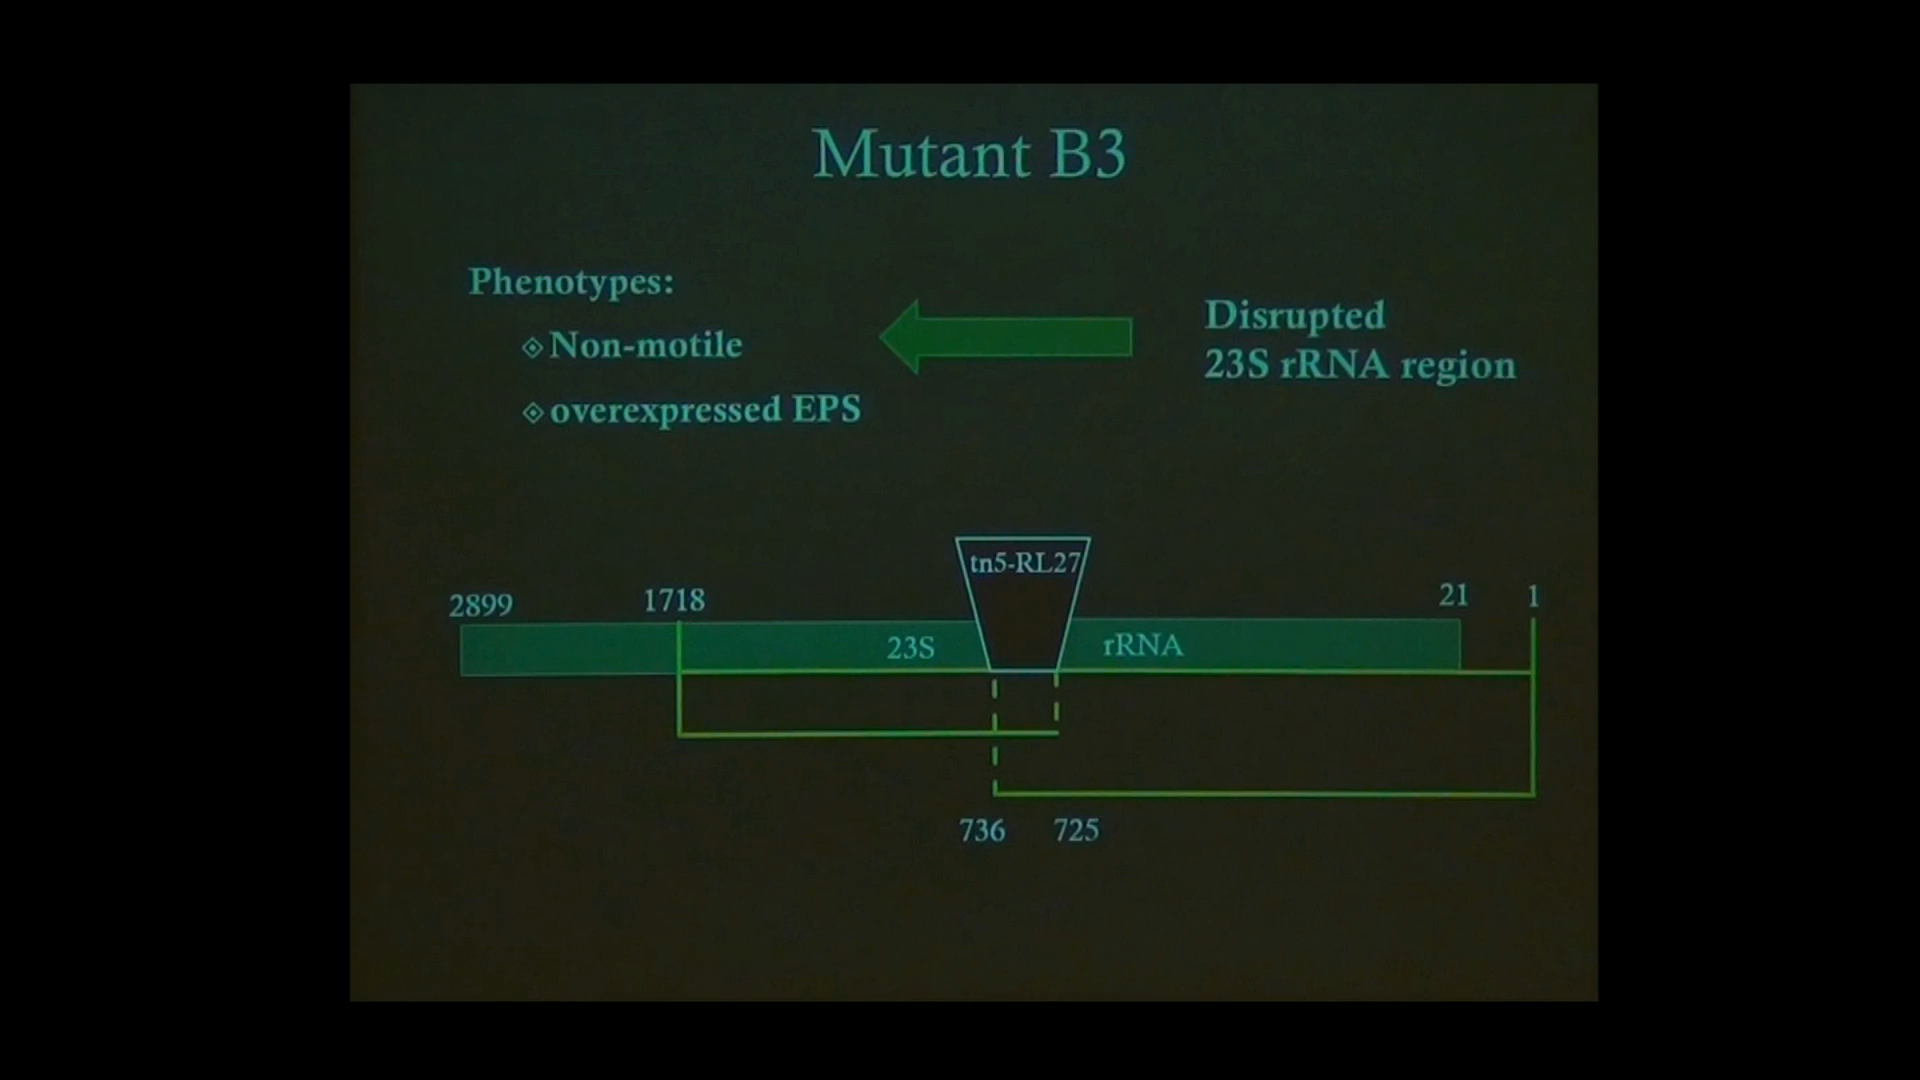 Mutant B3
Phenotypes:
Non-motile
overexpressed EPS
Disrupted
23S rRNA region
tn5-RL27
2899
1718
21
1
23S
rRNA
736
725